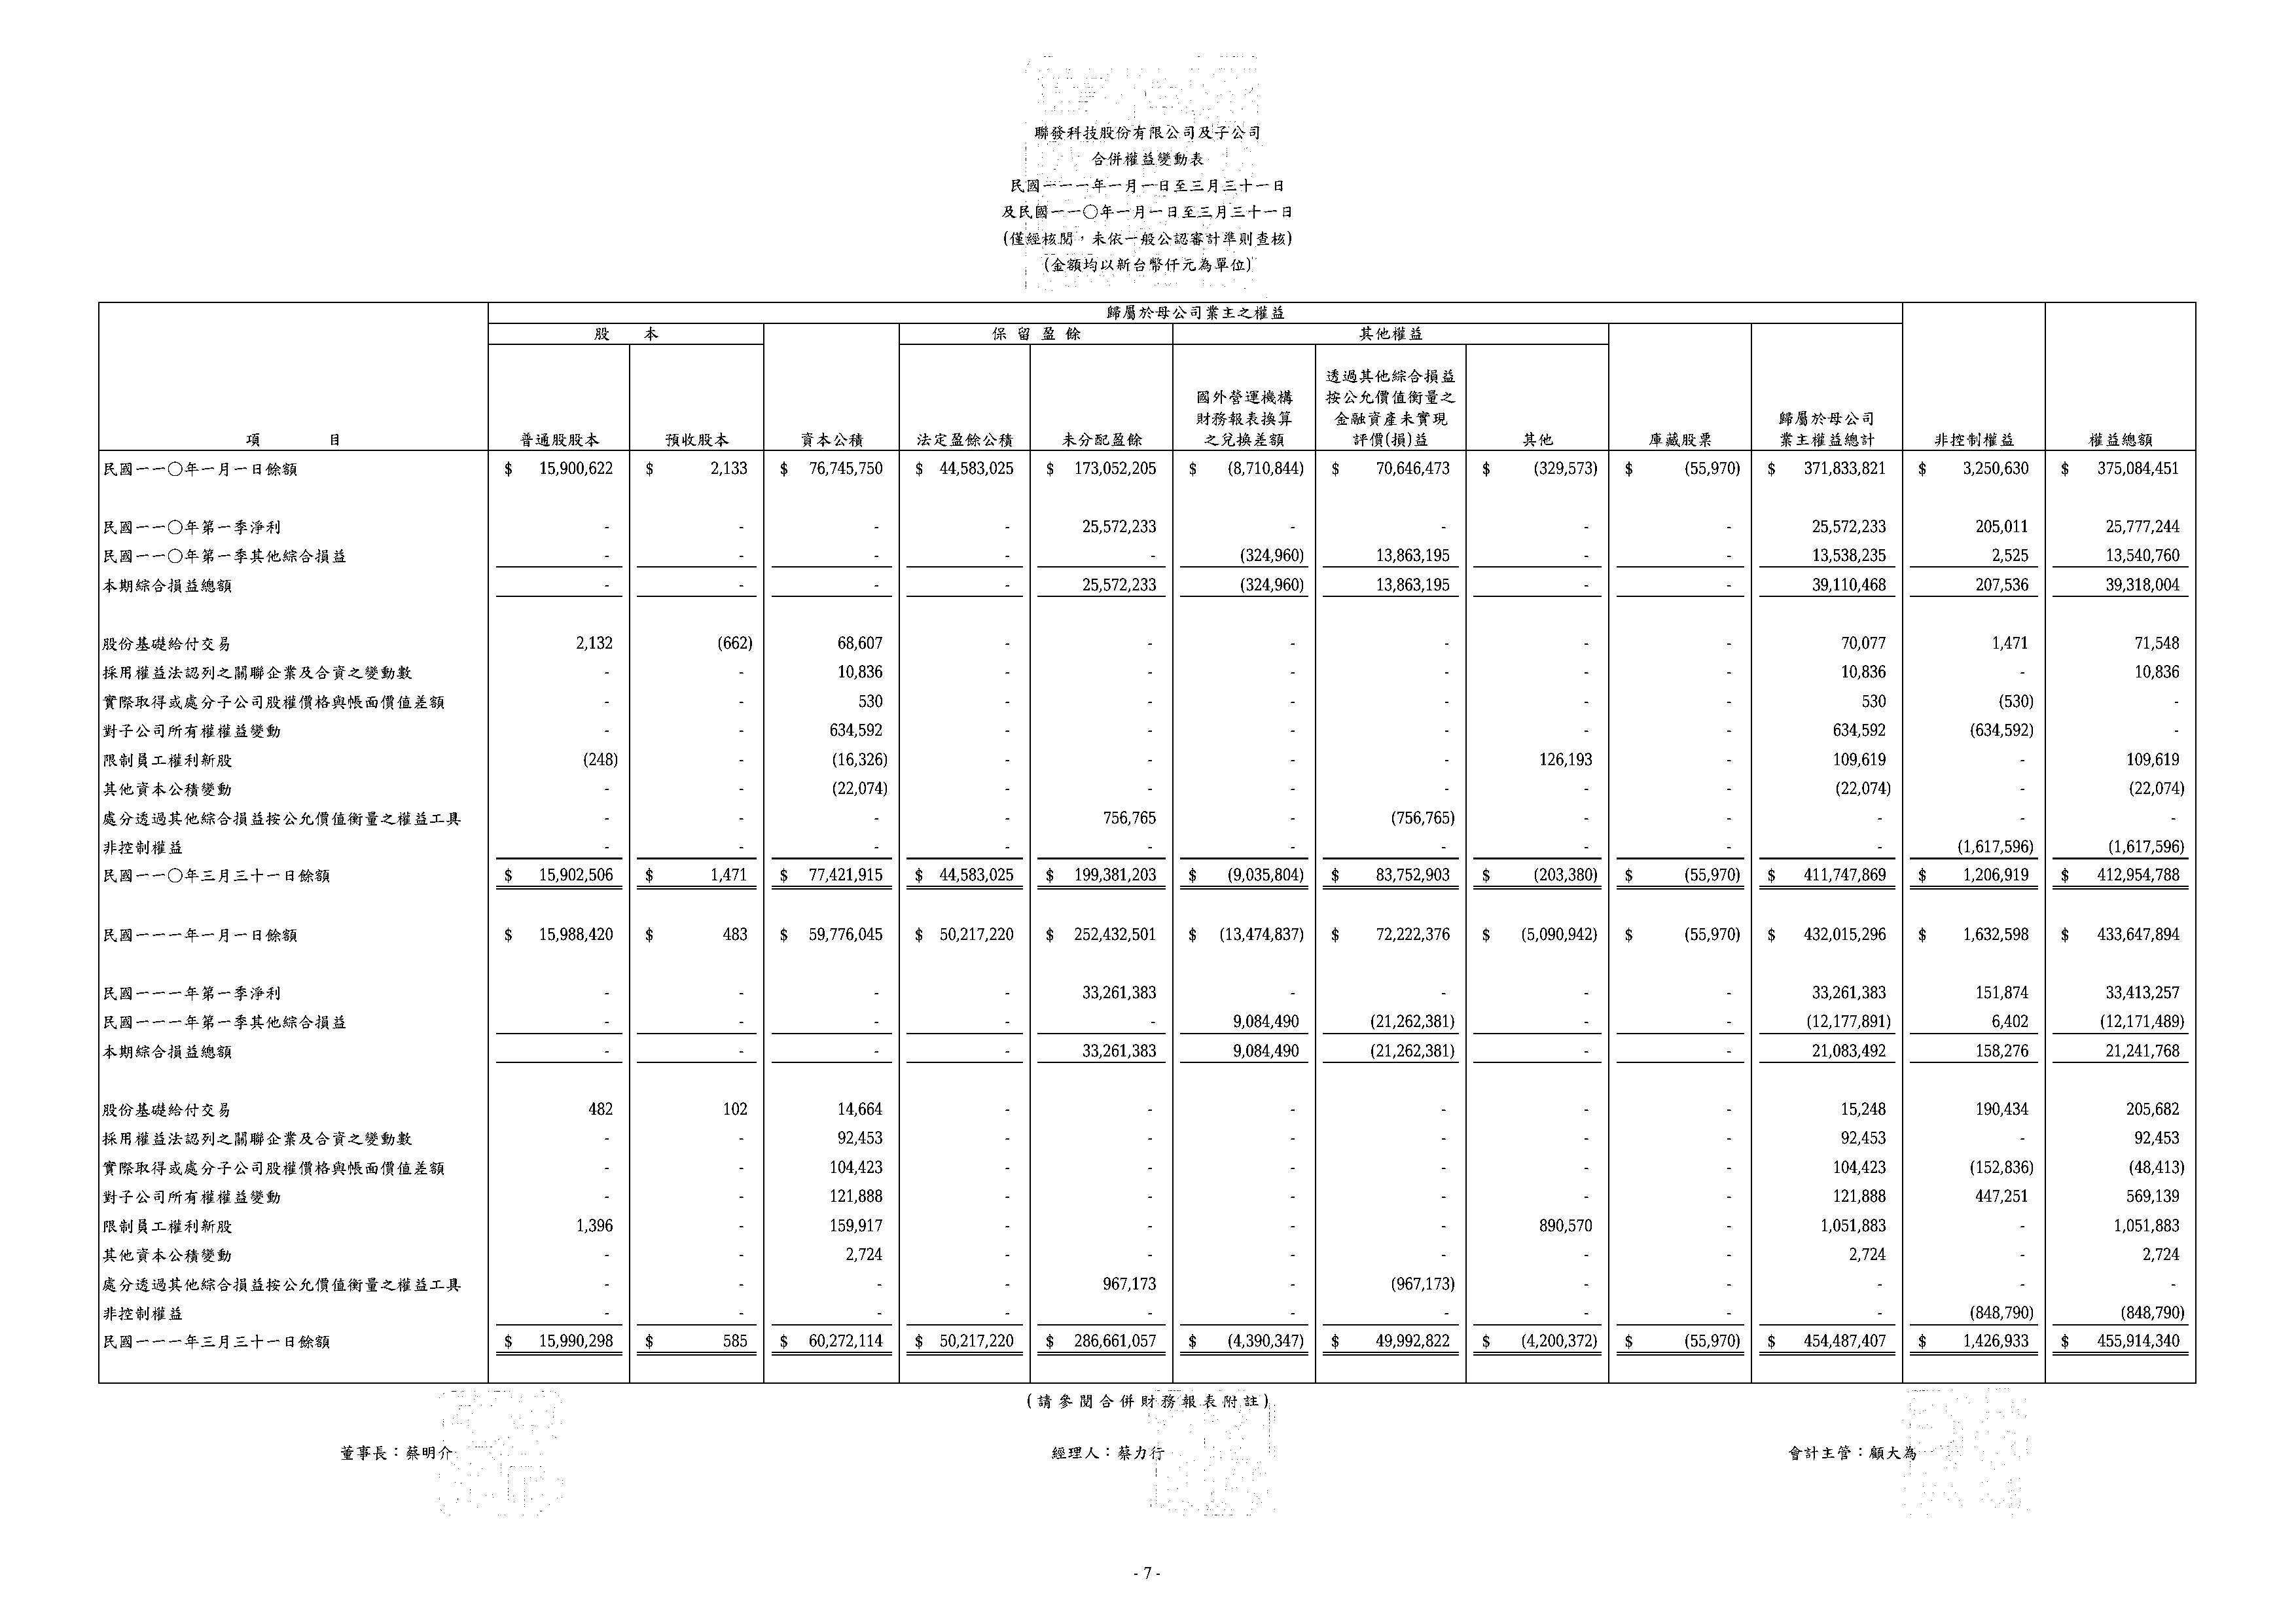 聯發科技股份有限公司及子公司
合併權益變動表
民國一一一年一月一日至三月三十一日
及民國一一〇年一月一日至三月三十一日
(僅經核閱,未依一般公認審計準則查核)
(金額均以新台幣仟元為單位)
歸屬於母公司業主之權益
股 本 保留盈餘 其他權益
項 目 普通股股本 預收股本 資本公積 法定盈餘公積 未分配盈餘 國外營運機構財務報表換算之兌換差額 透過其他綜合損益按公允價值衡量之金融資產未實現評價(損)益 其他 庫藏股票 歸屬於母公司業主權益總計 非控制權益 權益總額
民國一一〇年一月一日餘額 $ 15,900,622 $ 2,133 $ 76,745,750 $ 44,583,025 $ 173,052,205 $ (8,710,844) $ 70,646,473 $ (329,573) $ (55,970) $ 371,833,821 $ 3,250,630 $ 375,084,451
民國一一〇年第一季淨利 - - - - 25,572,233 - - - - 25,572,233 205,011 25,777,244
民國一一〇年第一季其他綜合損益 - - - - - (324,960) 13,863,195 - - 13,538,235 2,525 13,540,760
本期綜合損益總額 - - - - 25,572,233 (324,960) 13,863,195 - - 39,110,468 207,536 39,318,004
股份基礎給付交易 2,132 (662) 68,607 - - - - - - 70,077 1,471 71,548
採用權益法認列之關聯企業及合資之變動數 - - 10,836 - - - - - - 10,836 - 10,836
實際取得或處分子公司股權價格與帳面價值差額 - - 530 - - - - - - 530 (530) -
對子公司所有權權益變動 - - 634,592 - - - - - - 634,592 (634,592) -
限制員工權利新股 (248) - (16,326) - - - - 126,193 - 109,619 - 109,619
其他資本公積變動 - - (22,074) - - - - - - (22,074) - (22,074)
處分透過其他綜合損益按公允價值衡量之權益工具 - - - - 756,765 - (756,765) - - - - -
非控制權益 - - - - - - - - - - (1,617,596) (1,617,596)
民國一一〇年三月三十一日餘額 $ 15,902,506 $ 1,471 $ 77,421,915 $ 44,583,025 $ 199,381,203 $ (9,035,804) $ 83,752,903 $ (203,380) $ (55,970) $ 411,747,869 $ 1,206,919 $ 412,954,788
民國一一一年一月一日餘額 $ 15,988,420 $ 483 $ 59,776,045 $ 50,217,220 $ 252,432,501 $ (13,474,837) $ 72,222,376 $ (5,090,942) $ (55,970) $ 432,015,296 $ 1,632,598 $ 433,647,894
民國一一一年第一季淨利 - - - - 33,261,383 - - - - 33,261,383 151,874 33,413,257
民國一一一年第一季其他綜合損益 - - - - - 9,084,490 (21,262,381) - - (12,177,891) 6,402 (12,171,489)
本期綜合損益總額 - - - - 33,261,383 9,084,490 (21,262,381) - - 21,083,492 158,276 21,241,768
股份基礎給付交易 482 102 14,664 - - - - - - 15,248 190,434 205,682
採用權益法認列之關聯企業及合資之變動數 - - 92,453 - - - - - - 92,453 - 92,453
實際取得或處分子公司股權價格與帳面價值差額 - - 104,423 - - - - - - 104,423 (152,836) (48,413)
對子公司所有權權益變動 - - 121,888 - - - - - - 121,888 447,251 569,139
限制員工權利新股 1,396 - 159,917 - - - - 890,570 - 1,051,883 - 1,051,883
其他資本公積變動 - - 2,724 - - - - - - 2,724 - 2,724
處分透過其他綜合損益按公允價值衡量之權益工具 - - - - 967,173 - (967,173) - - - - -
非控制權益 - - - - - - - - - - (848,790) (848,790)
民國一一一年三月三十一日餘額 $ 15,990,298 $ 585 $ 60,272,114 $ 50,217,220 $ 286,661,057 $ (4,390,347) $ 49,992,822 $ (4,200,372) $ (55,970) $ 454,487,407 $ 1,426,933 $ 455,914,340
(請參閱合併財務報表附註)
董事長:蔡明介 經理人:蔡力行 會計主管:顧大為
- 7 -